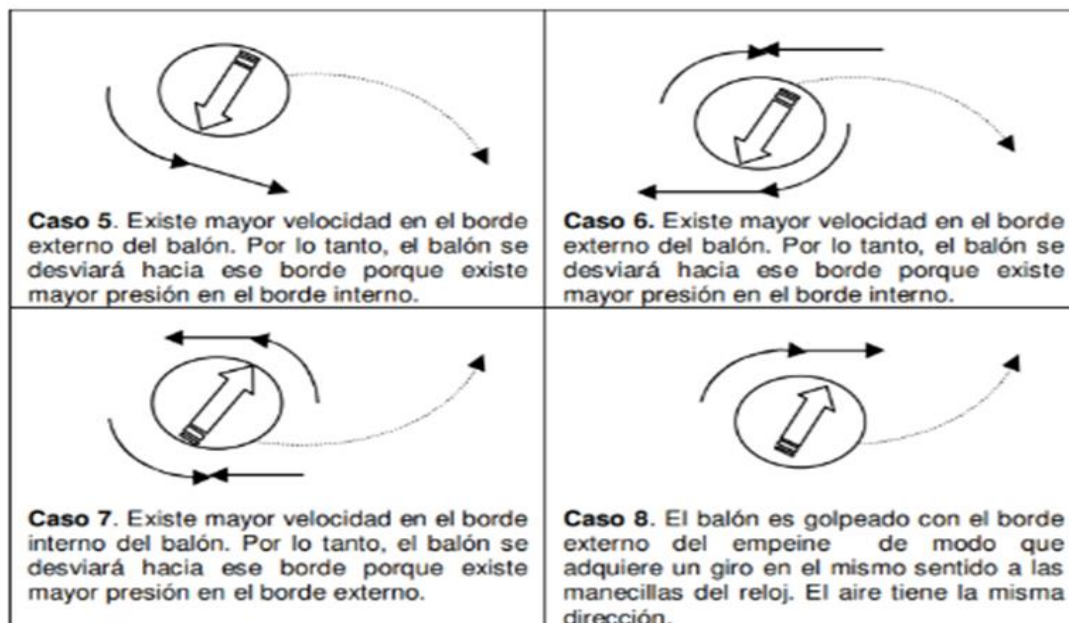 Caso 5. Existe mayor velocidad en el borde
externo del balón. Por lo tanto, el balón se
desviará hacia ese borde porque existe
mayor presión en el borde interno.
Caso 6. Existe mayor velocidad en el borde
externo del balón. Por lo tanto, el balón se
desviará hacia ese borde porque existe
mayor presión en el borde interno.
Caso 7. Existe mayor velocidad en el borde
interno del balón. Por lo tanto, el balón se
desviará hacia ese borde porque existe
mayor presión en el borde externo.
Caso 8. El balón es golpeado con el borde
externo del empeine de modo que
adquiere un giro en el mismo sentido a las
manecillas del reloj. El aire tiene la misma
dirección.